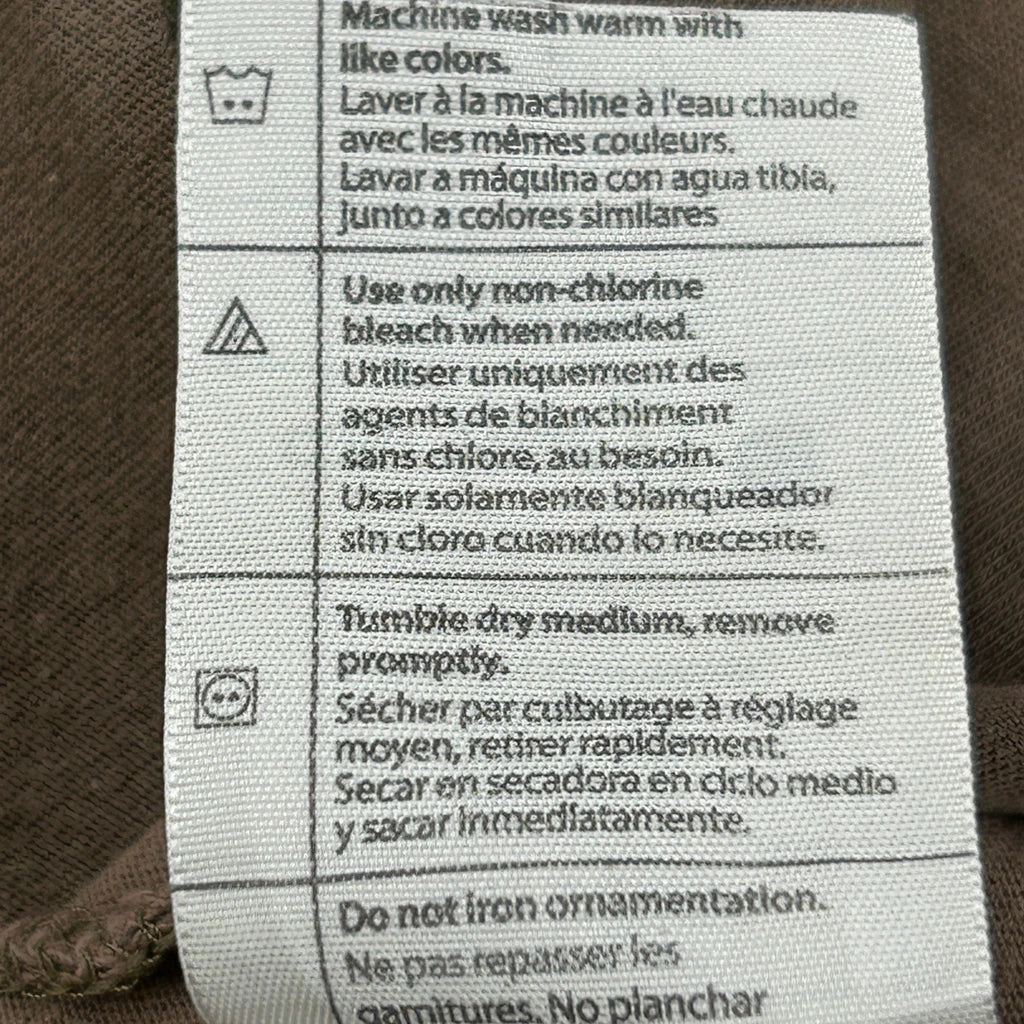 Machine wash warm with
like colors.
Laver à la machine à l'eau chaude
avec les mêmes couleurs.
Lavar a máquina con agua tibia,
junto a colores similares
Use only non-chlorine
bleach when needed.
Utiliser uniquement des
agents de blanchiment
sans chlore, au besoin.
Usar solamente blanqueador
sin cloro cuando lo necesite.
Tumble dry medium, remove
promptly.
Sécher par culbutage à réglage
moyen, retirer rapidement.
Secar en secadora en ciclo medio
y sacar inmediatamente.
Do not iron ornamentation.
Ne pas repasser les
garnitures. No planchar